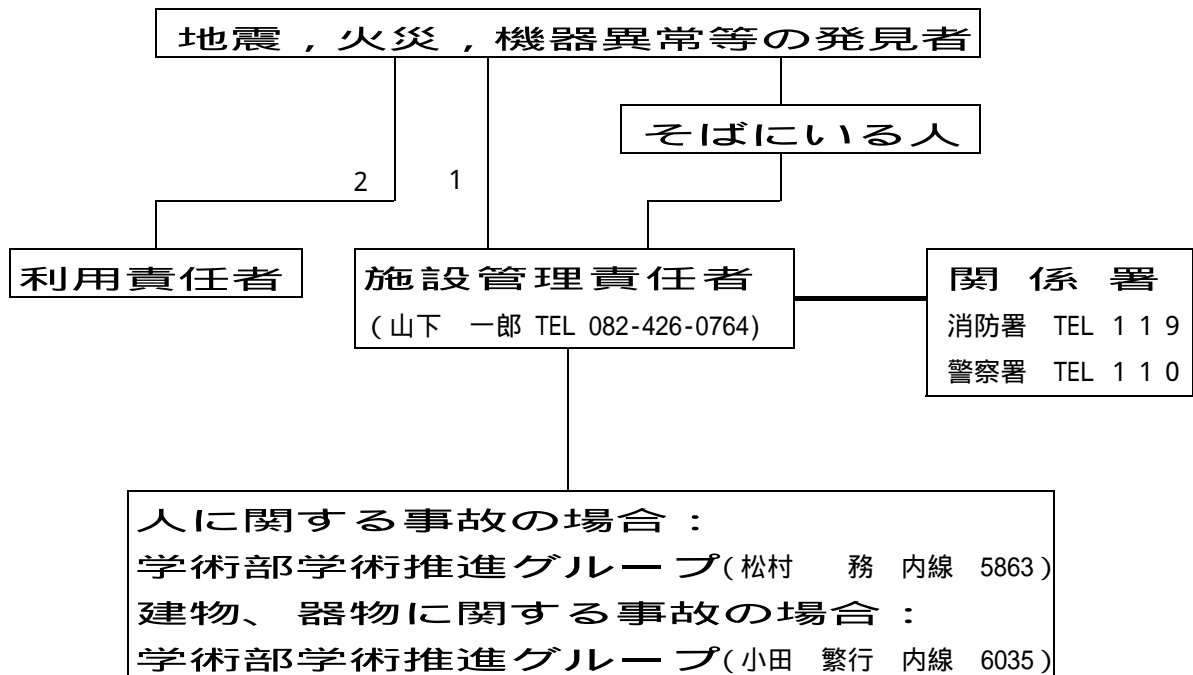 地震，火災，機器異常等の発見者
そばにいる人
2 1
利用責任者
施設管理責任者
(山下　一郎 TEL 082-426-0764)
関 係 署
消防署　TEL １１９
警察署　TEL １１０
人に関する事故の場合：
学術部学術推進グループ(松村　務　内線　5863)
建物、器物に関する事故の場合：
学術部学術推進グループ(小田　繁行　内線　6035)